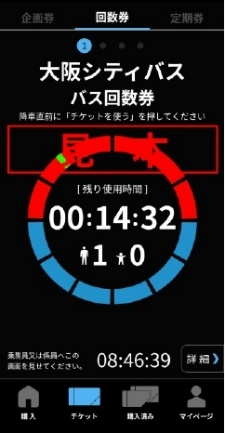 企画券 回数券 定期券
1
大阪シティバス
バス回数券
降車直前に「チケットを使う」を押してください
見本
[残り使用時間]
00:14:32
1 0
乗務員又は係員へこの
画面を見せてください。
08:46:39
詳細
購入 チケット 購入済み マイページ